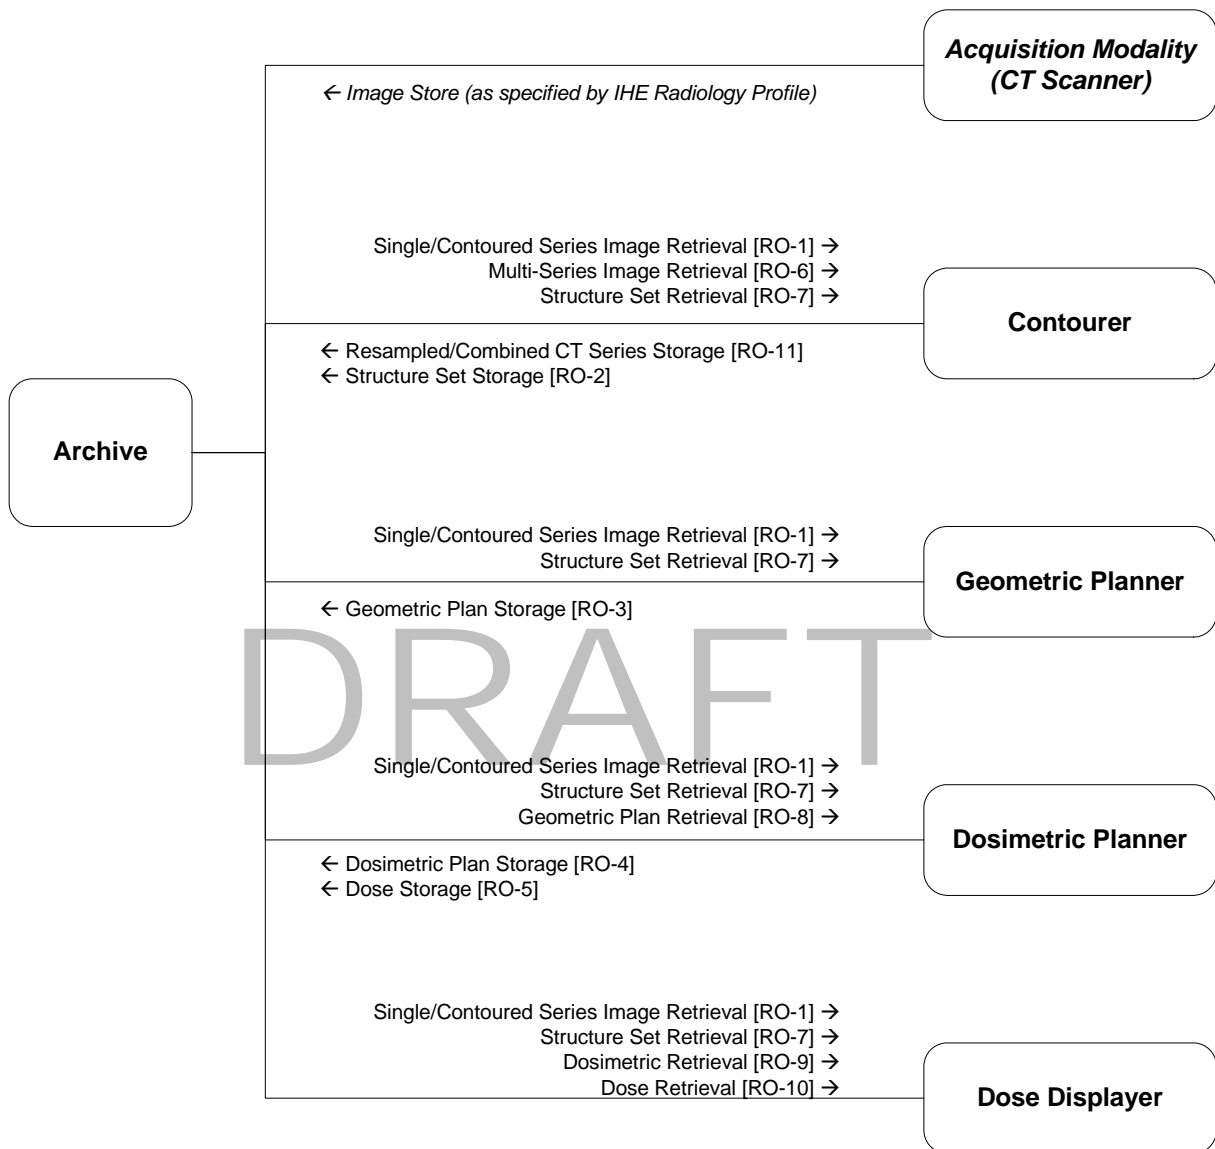 Acquisition Modality
(CT Scanner)
← Image Store (as specified by IHE Radiology Profile)
Single/Contoured Series Image Retrieval [RO-1] →
Multi-Series Image Retrieval [RO-6] →
Structure Set Retrieval [RO-7] →
Contourer
← Resampled/Combined CT Series Storage [RO-11]
← Structure Set Storage [RO-2]
Archive
Single/Contoured Series Image Retrieval [RO-1] →
Structure Set Retrieval [RO-7] →
Geometric Planner
← Geometric Plan Storage [RO-3]
DRAFT
Single/Contoured Series Image Retrieval [RO-1] →
Structure Set Retrieval [RO-7] →
Geometric Plan Retrieval [RO-8] →
Dosimetric Planner
← Dosimetric Plan Storage [RO-4]
← Dose Storage [RO-5]
Single/Contoured Series Image Retrieval [RO-1] →
Structure Set Retrieval [RO-7] →
Dosimetric Retrieval [RO-9] →
Dose Retrieval [RO-10] →
Dose Displayer